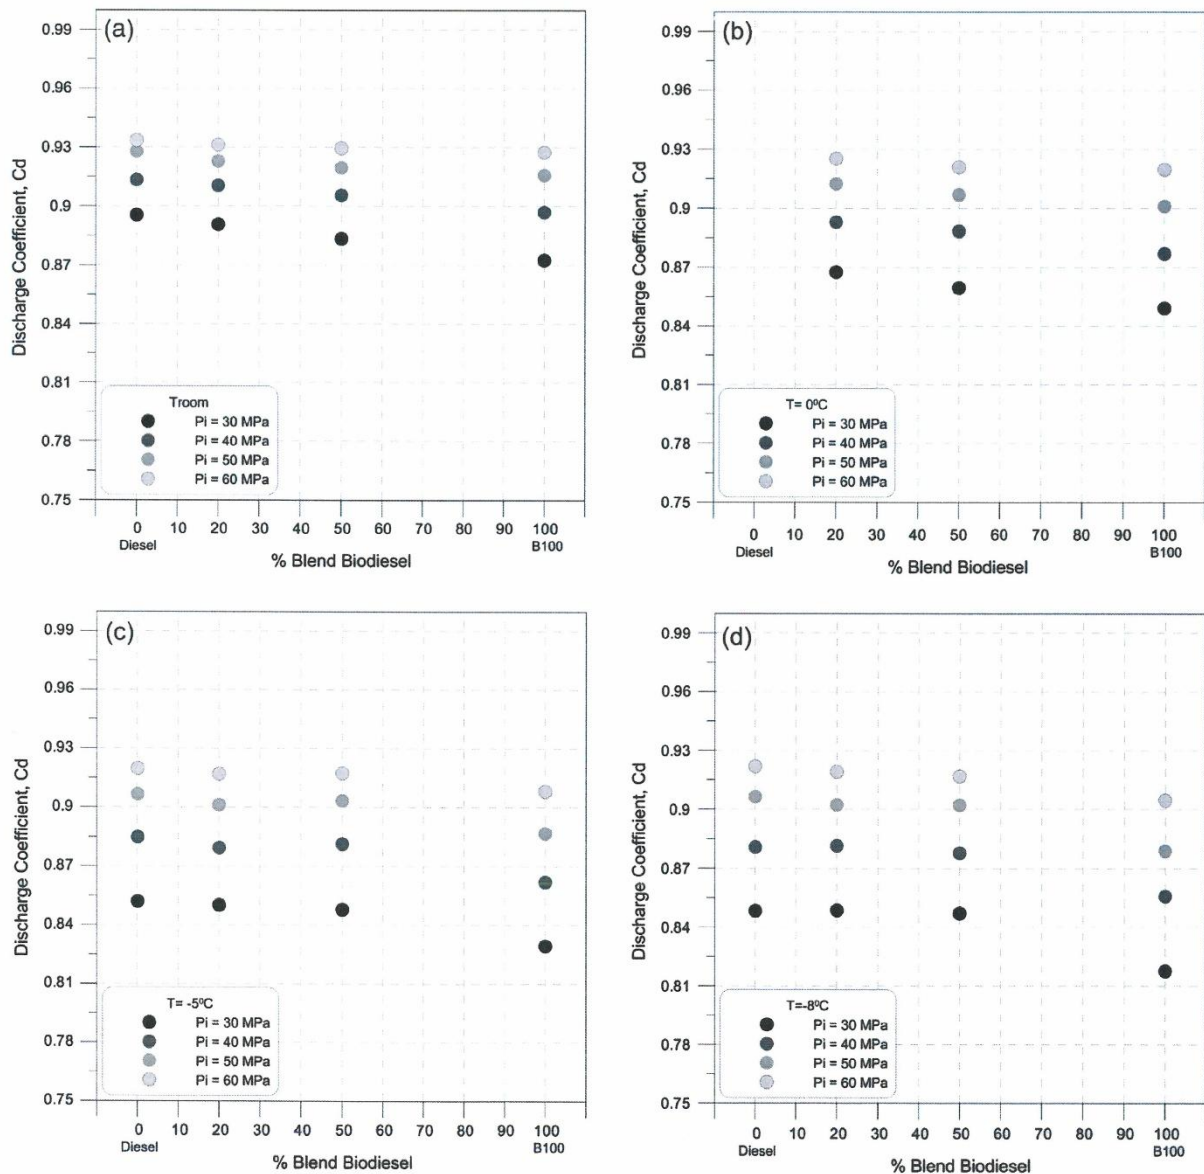 (a)
0.99
0.96
0.93
0.9
0.87
0.84
0.81
0.78
0.75
Discharge Coefficient, Cd
Troom
Pi = 30 MPa
Pi = 40 MPa
Pi = 50 MPa
Pi = 60 MPa
0 10 20 30 40 50 60 70 80 90 100
Diesel B100
% Blend Biodiesel
(b)
0.99
0.96
0.93
0.9
0.87
0.84
0.81
0.78
0.75
Discharge Coefficient, Cd
T= 0ºC
Pi = 30 MPa
Pi = 40 MPa
Pi = 50 MPa
Pi = 60 MPa
0 10 20 30 40 50 60 70 80 90 100
Diesel B100
% Blend Biodiesel
(c)
0.99
0.96
0.93
0.9
0.87
0.84
0.81
0.78
0.75
Discharge Coefficient, Cd
T= -5ºC
Pi = 30 MPa
Pi = 40 MPa
Pi = 50 MPa
Pi = 60 MPa
0 10 20 30 40 50 60 70 80 90 100
Diesel B100
% Blend Biodiesel
(d)
0.99
0.96
0.93
0.9
0.87
0.84
0.81
0.78
0.75
Discharge Coefficient, Cd
T=-8ºC
Pi = 30 MPa
Pi = 40 MPa
Pi = 50 MPa
Pi = 60 MPa
0 10 20 30 40 50 60 70 80 90 100
Diesel B100
% Blend Biodiesel